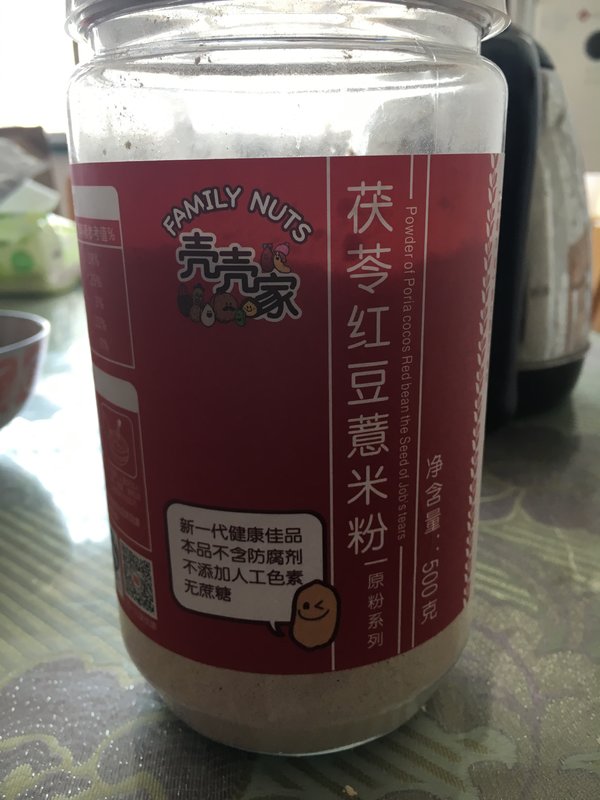 FAMILY NUTS
壳壳家
茯苓红豆薏米粉
原粉系列
Powder of Poria cocos Red bean the Seed of Job's tears
净含量：500克
新一代健康佳品
本品不含防腐剂
不添加人工色素
无蔗糖